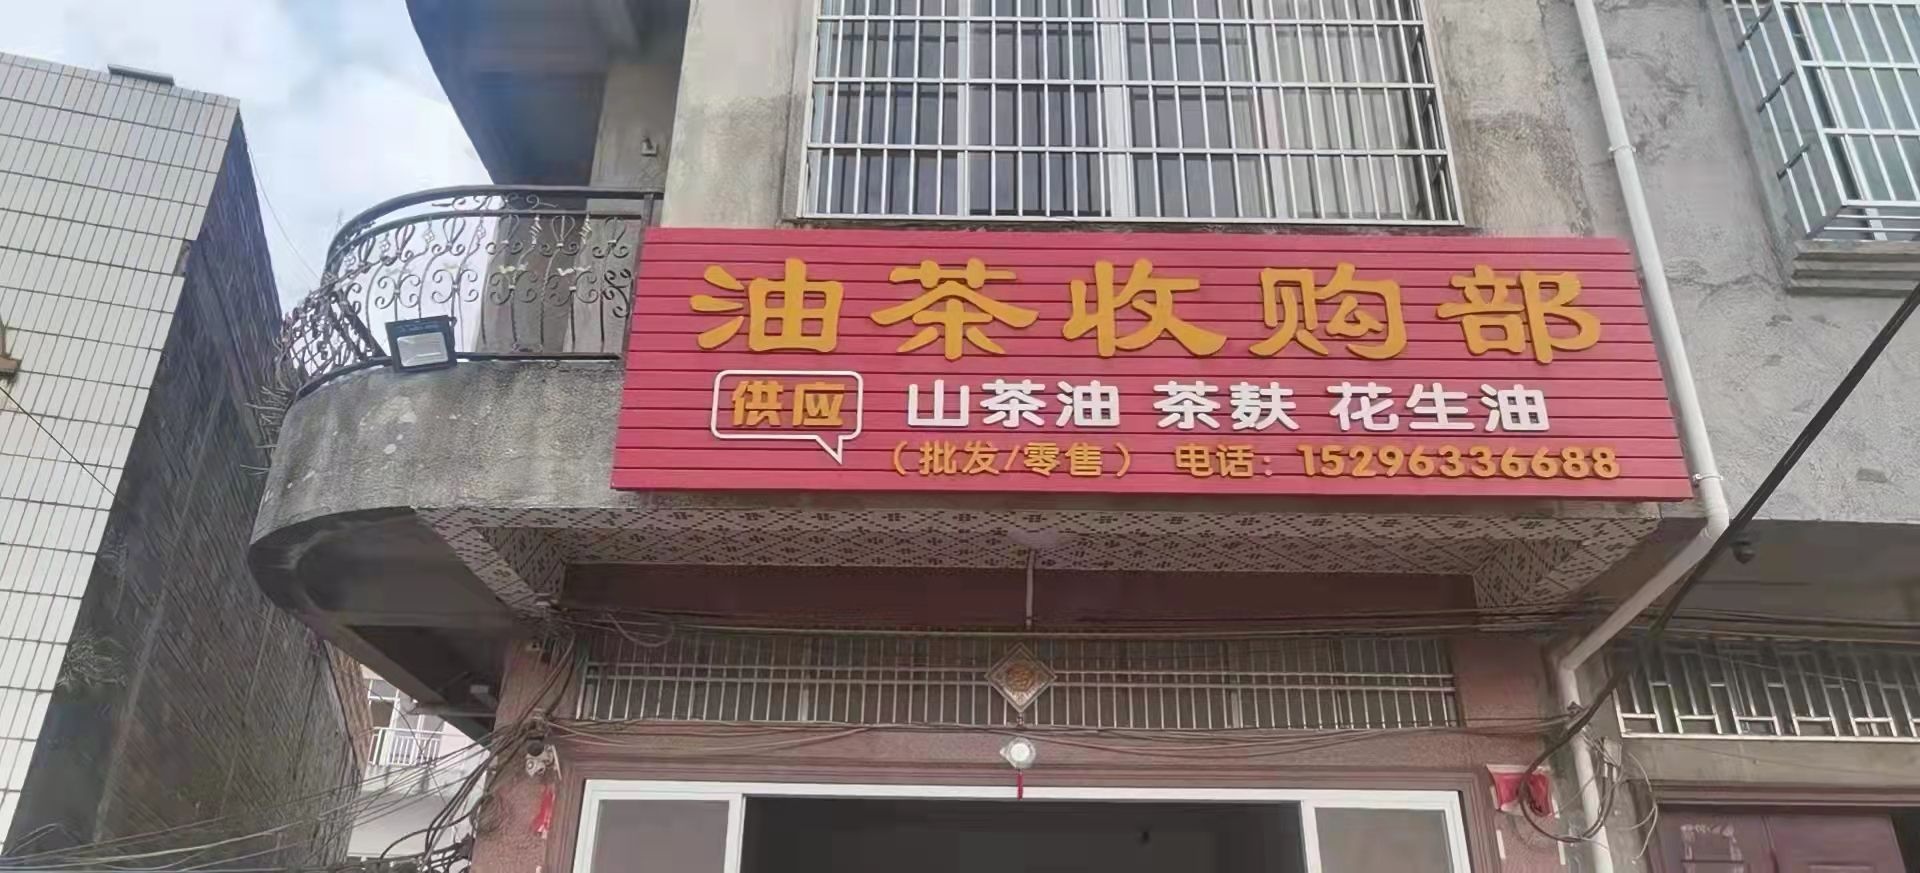 油茶收购部
供应 山茶油 茶麸 花生油
（批发/零售） 电话：15296336688